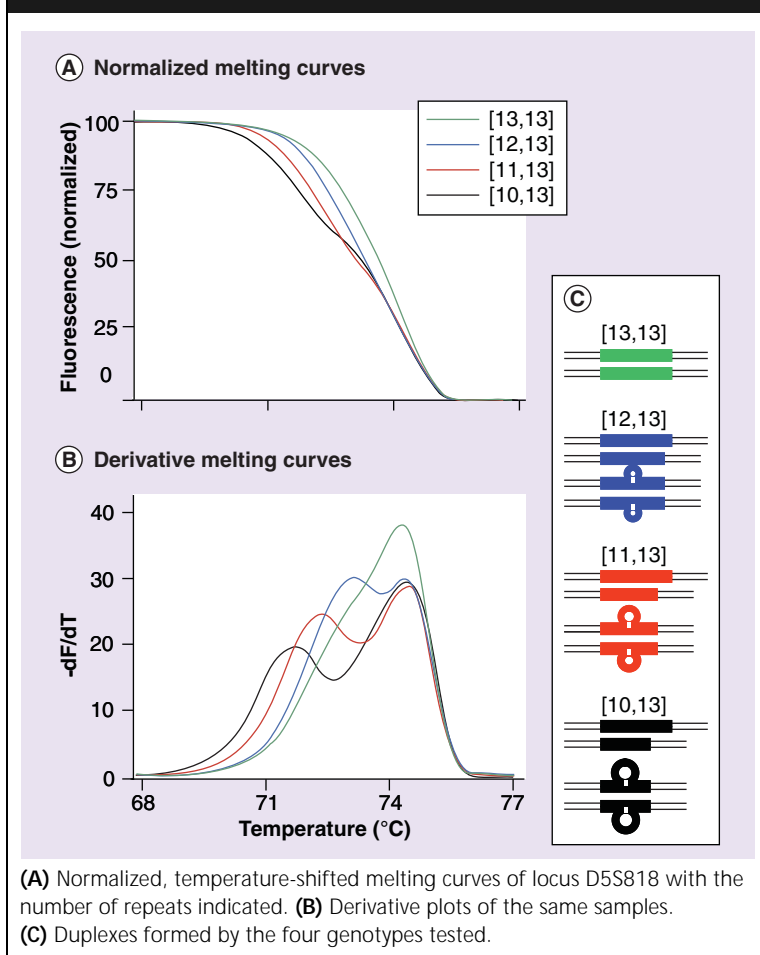 A Normalized melting curves
100
75
50
25
0
Fluorescence (normalized)
[13,13]
[12,13]
[11,13]
[10,13]
B Derivative melting curves
40
30
20
10
0
-dF/dT
68 71 74 77
Temperature (°C)
C
[13,13]
[12,13]
[11,13]
[10,13]
(A) Normalized, temperature-shifted melting curves of locus D5S818 with the
number of repeats indicated. (B) Derivative plots of the same samples.
(C) Duplexes formed by the four genotypes tested.